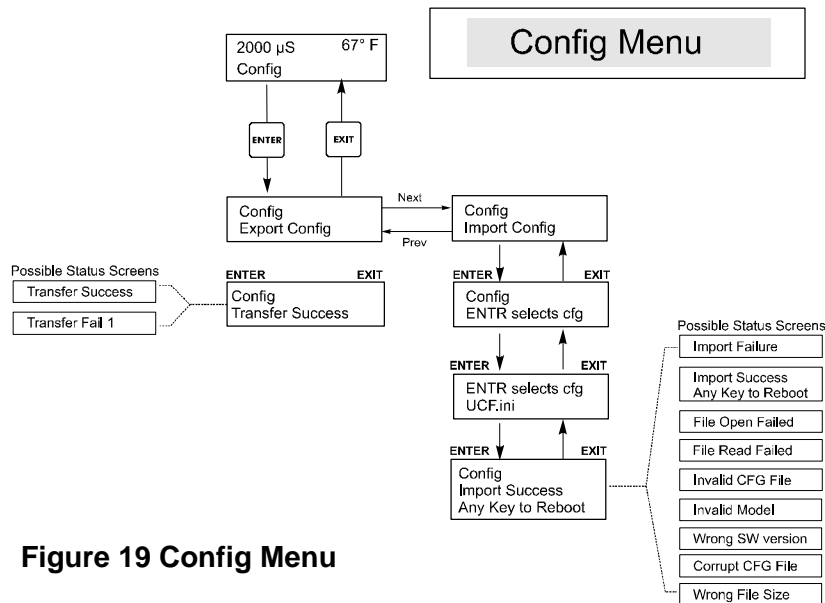 Config Menu
2000 µS 67° F
Config
ENTER
EXIT
Config
Export Config
Next
Prev
Config
Import Config
Possible Status Screens
Transfer Success
Transfer Fail 1
ENTER EXIT
Config
Transfer Success
ENTER EXIT
Config
ENTR selects cfg
ENTER EXIT
ENTR selects cfg
UCF.ini
ENTER EXIT
Config
Import Success
Any Key to Reboot
Possible Status Screens
Import Failure
Import Success
Any Key to Reboot
File Open Failed
File Read Failed
Invalid CFG File
Invalid Model
Wrong SW version
Corrupt CFG File
Wrong File Size
Figure 19 Config Menu